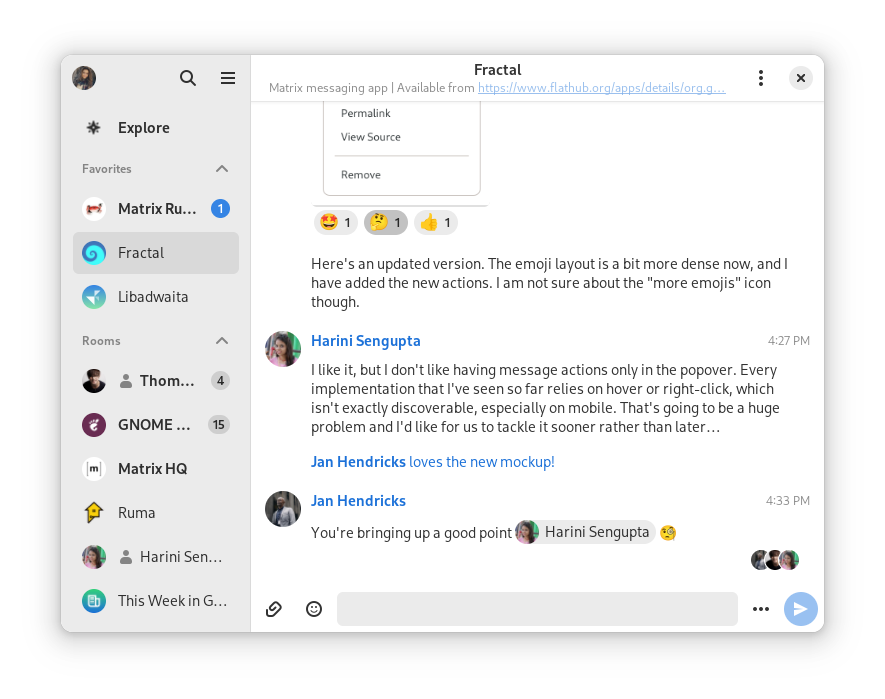 Fractal
Matrix messaging app | Available from https://www.flathub.org/apps/details/org.g…
Explore
Favorites
Matrix Ru… 1
Fractal
Libadwaita
Rooms
Thom… 4
GNOME … 15
Matrix HQ
Ruma
Harini Sen…
This Week in G…
Permalink
View Source
Remove
🤩 1 🤔 1 👍 1
Here's an updated version. The emoji layout is a bit more dense now, and I
have added the new actions. I am not sure about the "more emojis" icon
though.
Harini Sengupta 4:27 PM
I like it, but I don't like having message actions only in the popover. Every
implementation that I've seen so far relies on hover or right-click, which
isn't exactly discoverable, especially on mobile. That's going to be a huge
problem and I'd like for us to tackle it sooner rather than later…
Jan Hendricks loves the new mockup!
Jan Hendricks 4:33 PM
You're bringing up a good point Harini Sengupta 🧐